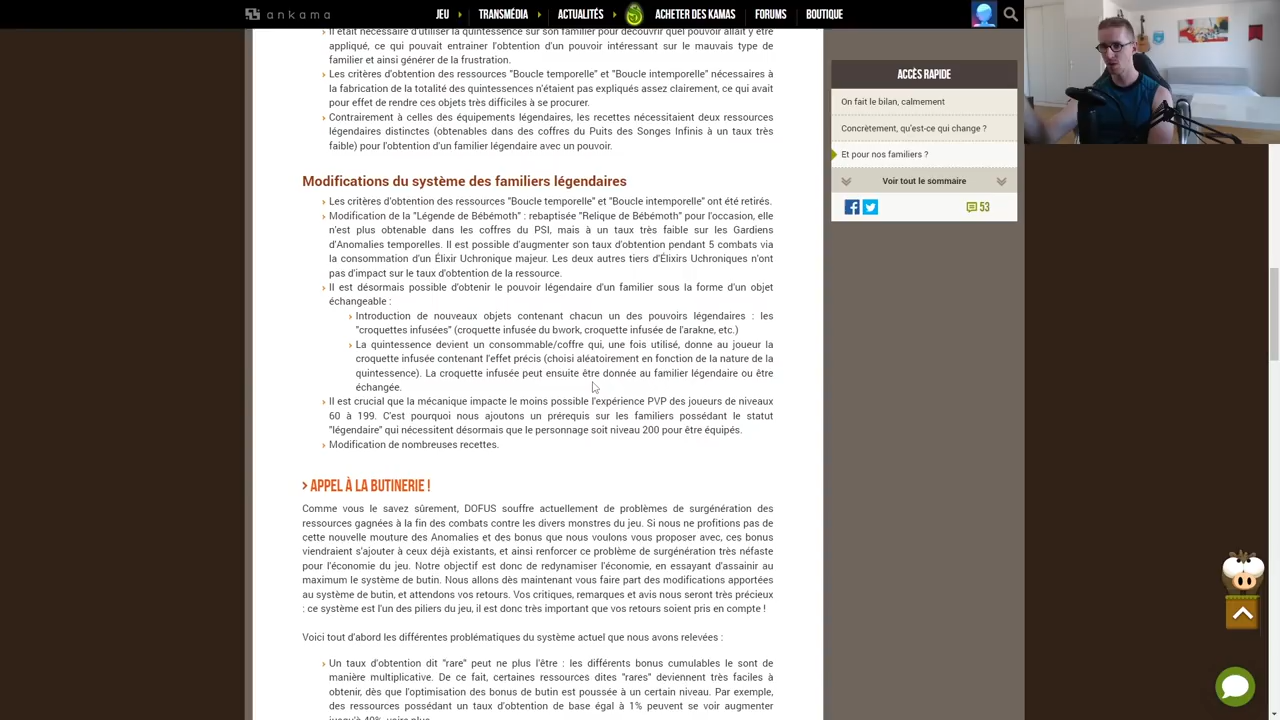 ankama
JEU
TRANSMÉDIA
ACTUALITÉS
ACHETER DES KAMAS
FORUMS
BOUTIQUE
Il était nécessaire d'utiliser la quintessence sur son familier pour découvrir quel pouvoir allait y être
appliqué, ce qui pouvait entrainer l'obtention d'un pouvoir intéressant sur le mauvais type de
familier et ainsi générer de la frustration.
Les critères d'obtention des ressources "Boucle temporelle" et "Boucle intemporelle" nécessaires à
la fabrication de la totalité des quintessences n'étaient pas expliqués assez clairement, ce qui avait
pour effet de rendre ces objets très difficiles à se procurer.
Contrairement à celles des équipements légendaires, les recettes nécessitaient deux ressources
légendaires distinctes (obtenables dans des coffres du Puits des Songes Infinis à un taux très
faible) pour l'obtention d'un familier légendaire avec un pouvoir.
Modifications du système des familiers légendaires
Les critères d'obtention des ressources "Boucle temporelle" et "Boucle intemporelle" ont été retirés.
Modification de la "Légende de Bébémoth" : rebaptisée "Relique de Bébémoth" pour l'occasion, elle
n'est plus obtenable dans les coffres du PSI, mais à un taux très faible sur les Gardiens
d'Anomalies temporelles. Il est possible d'augmenter son taux d'obtention pendant 5 combats via
la consommation d'un Élixir Uchronique majeur. Les deux autres tiers d'Élixirs Uchroniques n'ont
pas d'impact sur le taux d'obtention de la ressource.
Il est désormais possible d'obtenir le pouvoir légendaire d'un familier sous la forme d'un objet
échangeable :
Introduction de nouveaux objets contenant chacun un des pouvoirs légendaires : les
"croquettes infusées" (croquette infusée du bwork, croquette infusée de l'arakne, etc.)
La quintessence devient un consommable/coffre qui, une fois utilisé, donne au joueur la
croquette infusée contenant l'effet précis (choisi aléatoirement en fonction de la nature de la
quintessence). La croquette infusée peut ensuite être donnée au familier légendaire ou être
échangée.
Il est crucial que la mécanique impacte le moins possible l'expérience PVP des joueurs de niveaux
60 à 199. C'est pourquoi nous ajoutons un prérequis sur les familiers possédant le statut
"légendaire" qui nécessitent désormais que le personnage soit niveau 200 pour être équipés.
Modification de nombreuses recettes.
> APPEL À LA BUTINERIE !
Comme vous le savez sûrement, DOFUS souffre actuellement de problèmes de surgénération des
ressources gagnées à la fin des combats contre les divers monstres du jeu. Si nous ne profitions pas de
cette nouvelle mouture des Anomalies et des bonus que nous voulons vous proposer avec, ces bonus
viendraient s'ajouter à ceux déjà existants, et ainsi renforcer ce problème de surgénération très néfaste
pour l'économie du jeu. Notre objectif est donc de redynamiser l'économie, en essayant d'assainir au
maximum le système de butin. Nous allons dès maintenant vous faire part des modifications apportées
au système de butin, et attendons vos retours. Vos critiques, remarques et avis nous seront très précieux
: ce système est l'un des piliers du jeu, il est donc très important que vos retours soient pris en compte !
Voici tout d'abord les différentes problématiques du système actuel que nous avons relevées :
Un taux d'obtention dit "rare" peut ne plus l'être : les différents bonus cumulables le sont de
manière multiplicative. De ce fait, certaines ressources dites "rares" deviennent très faciles à
obtenir, dès que l'optimisation des bonus de butin est poussée à un certain niveau. Par exemple,
des ressources possédant un taux d'obtention de base égal à 1% peuvent se voir augmenter
jusqu'à 40%, voire plus.
ACCÈS RAPIDE
On fait le bilan, calmement
Concrètement, qu'est-ce qui change ?
Et pour nos familiers ?
Voir tout le sommaire
53